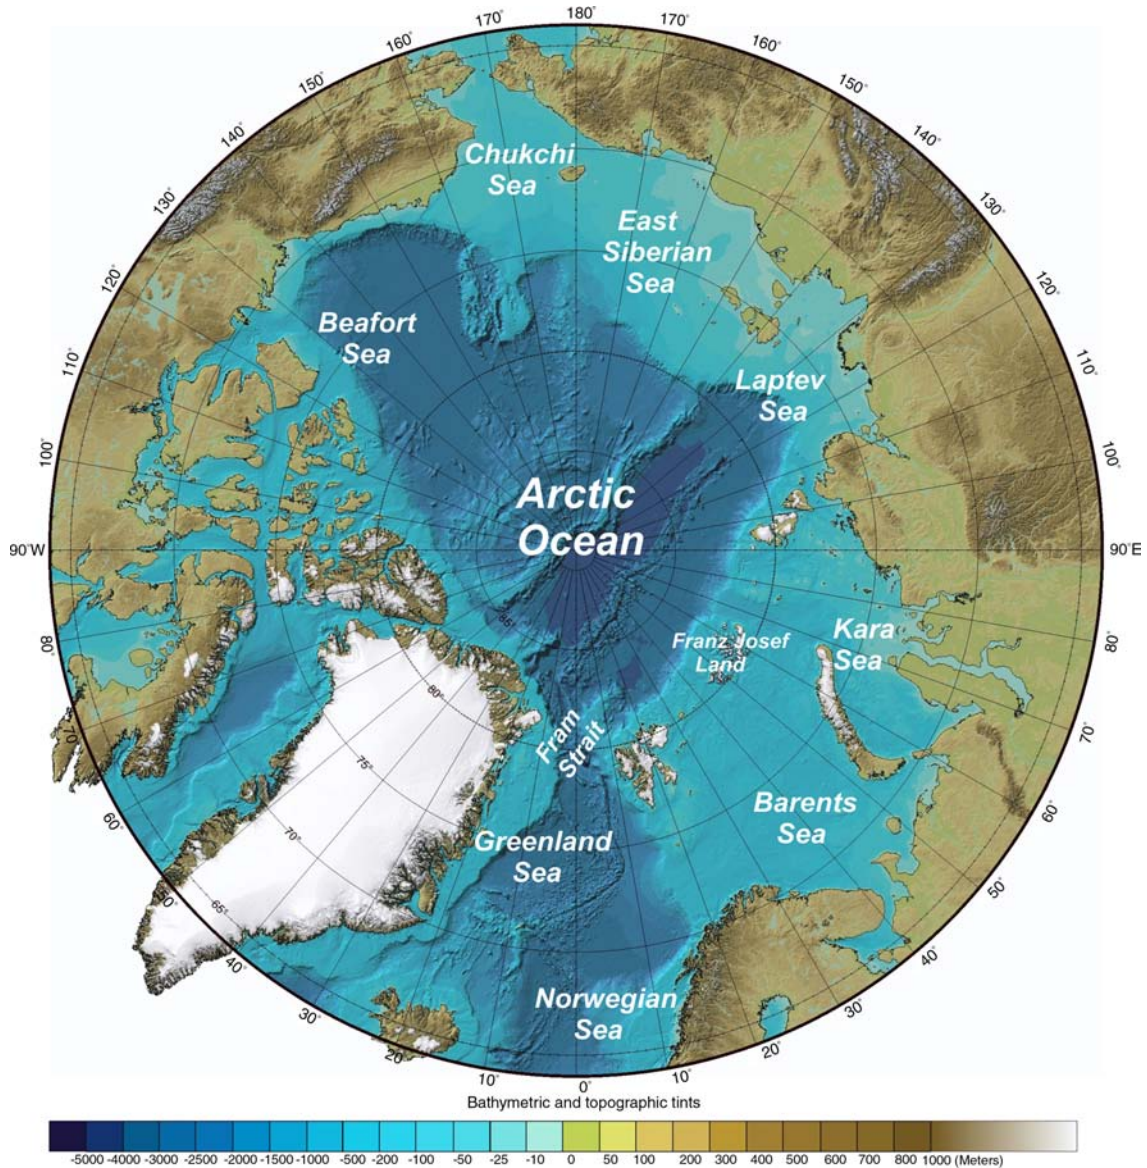 180°
170°
170°
160°
160°
150°
150°
140°
140°
130°
130°
120°
120°
110°
110°
100°
100°
90°W
90°E
80°
80°
70°
70°
60°
60°
50°
50°
40°
40°
30°
30°
20°
20°
10°
10°
0°
Chukchi
Sea
East
Siberian
Sea
Beafort
Sea
Laptev
Sea
Arctic
Ocean
85°
Kara
Sea
Franz Josef
Land
80°
Fram
Strait
75°
Barents
Sea
70°
Greenland
Sea
65°
Norwegian
Sea
Bathymetric and topographic tints
-5000 -4000 -3000 -2500 -2000 -1500 -1000 -500 -200 -100 -50 -25 -10 0 50 100 200 300 400 500 600 700 800 1000 (Meters)